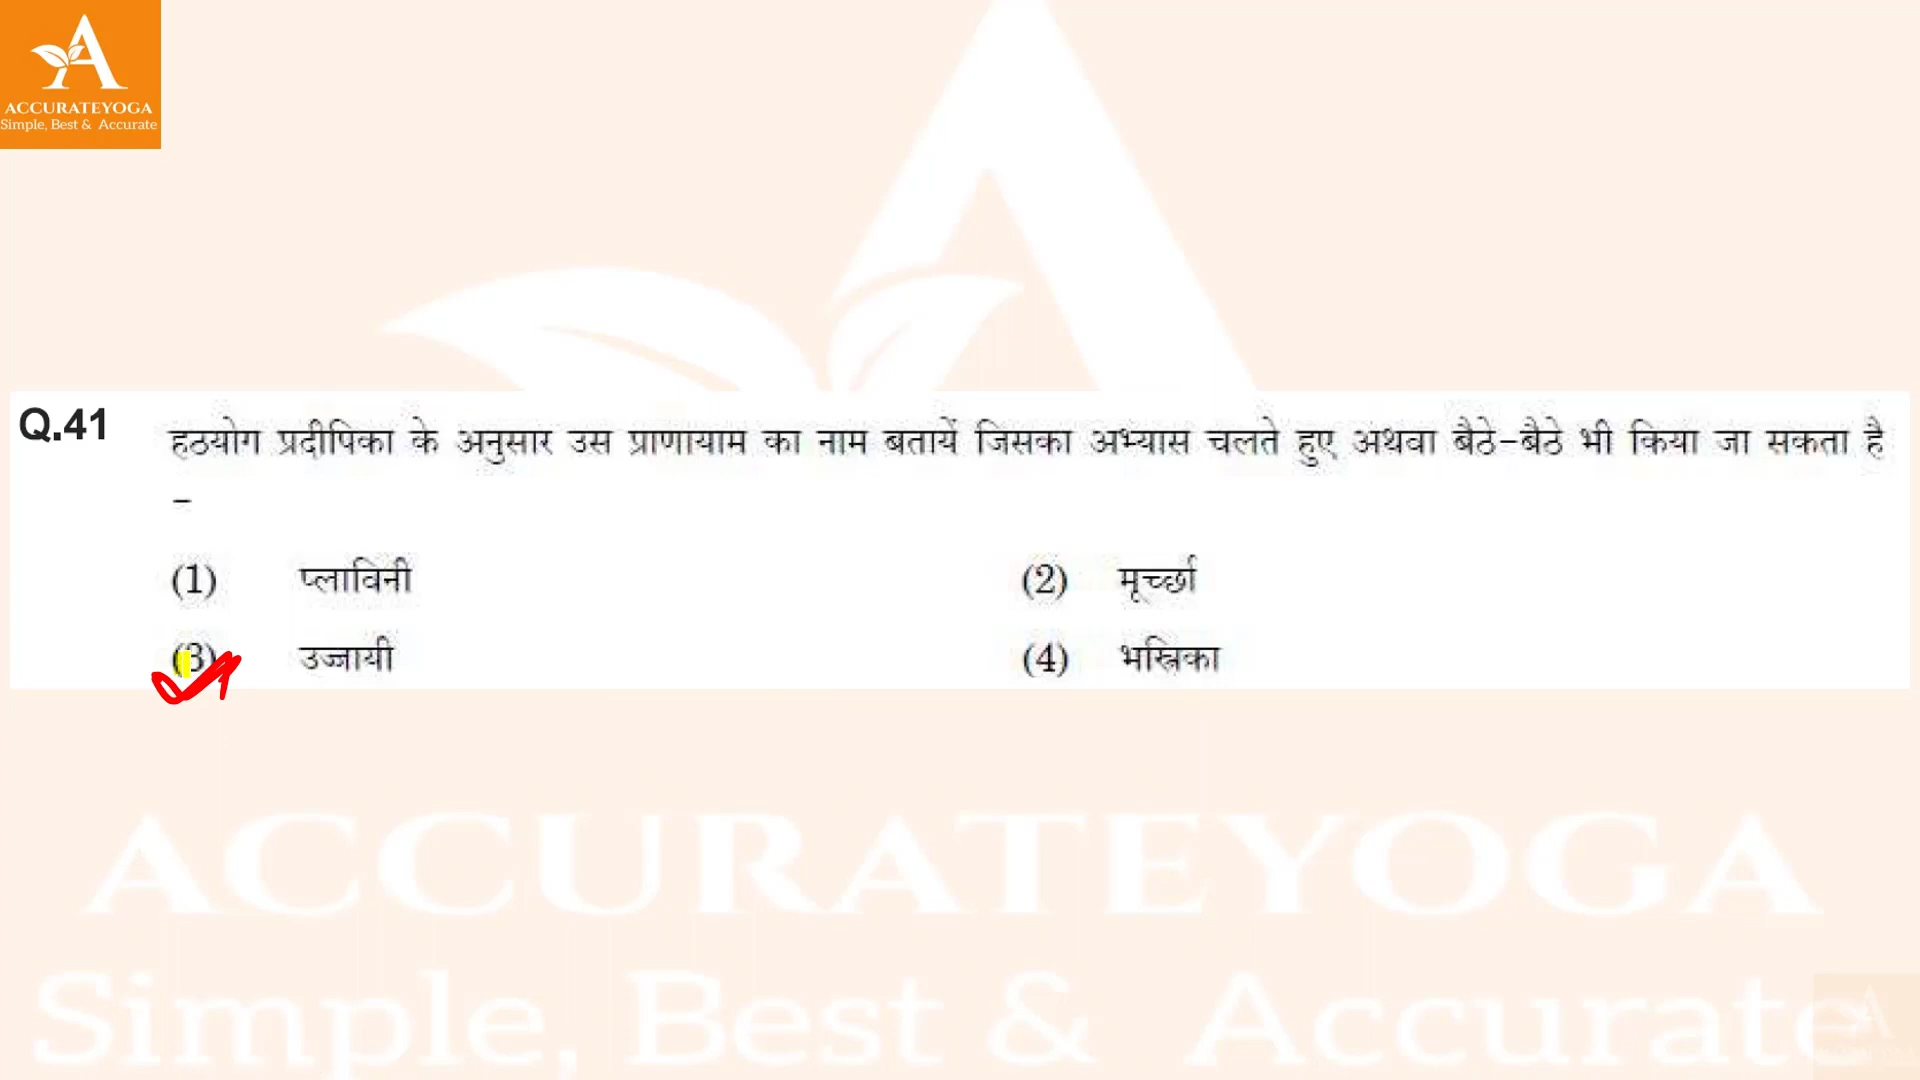 A
ACCURATEYOGA
Simple, Best & Accurate
Q.41 हठयोग प्रदीपिका के अनुसार उस प्राणायाम का नाम बतायें जिसका अभ्यास चलते हुए अथवा बैठे-बैठे भी किया जा सकता है
-
(1) प्लाविनी (2) मूर्च्छा
(3) उज्जायी (4) भस्त्रिका
ACCURATEYOGA
Simple, Best & Accurate